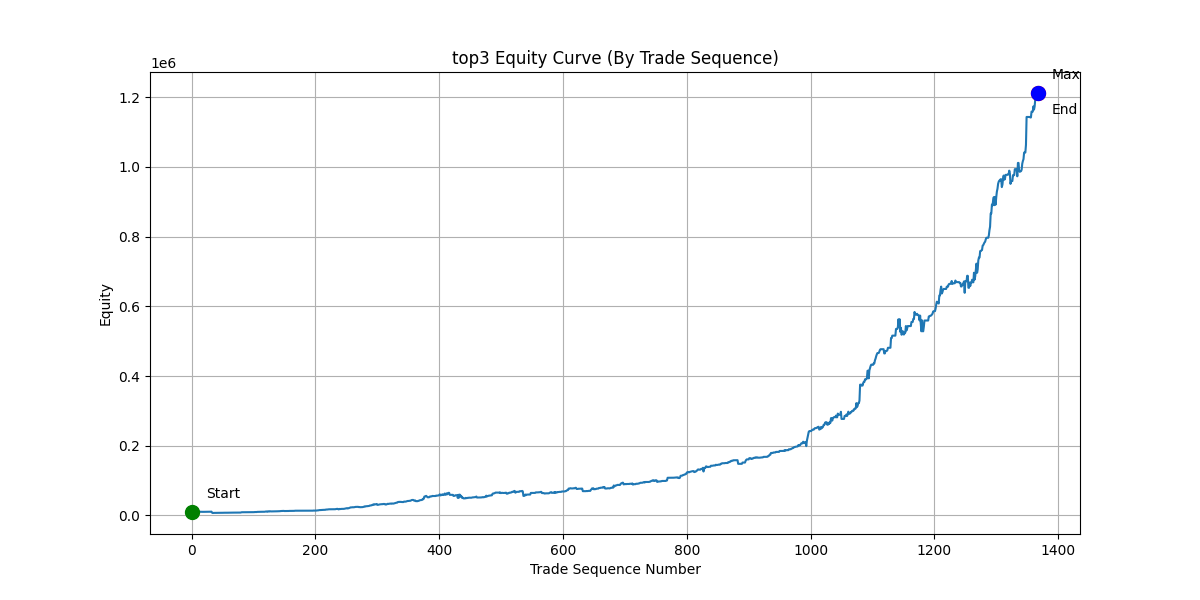 top3 Equity Curve (By Trade Sequence)
1e6
Max
End
Start
1.2
1.0
0.8
0.6
0.4
0.2
0.0
Equity
0 200 400 600 800 1000 1200 1400
Trade Sequence Number